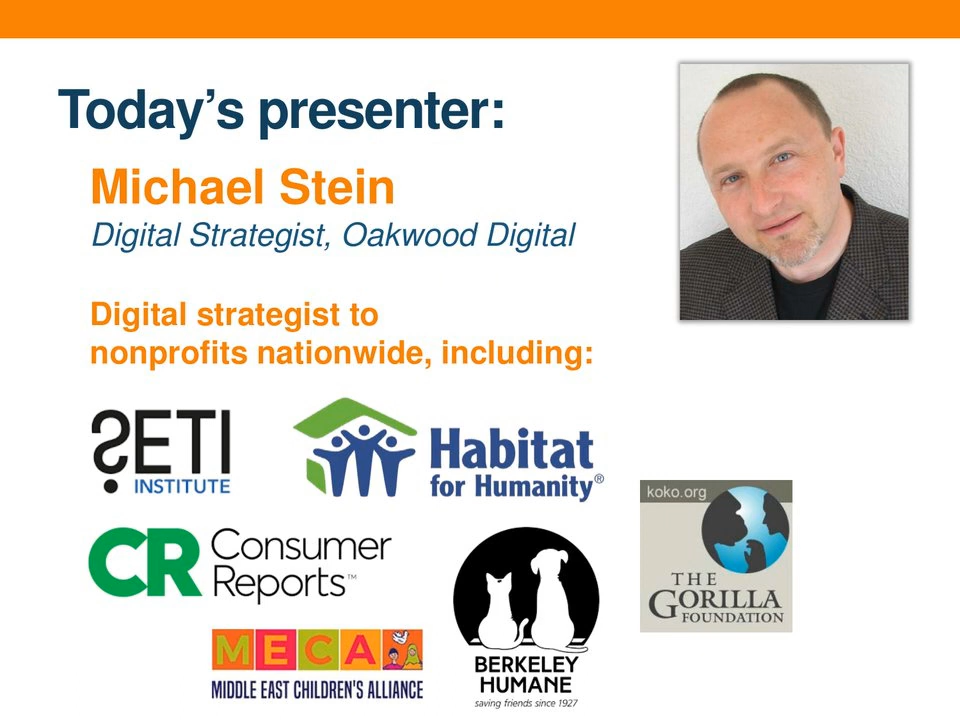 Today’s presenter:
Michael Stein
Digital Strategist, Oakwood Digital
Digital strategist to
nonprofits nationwide, including:
SETI
INSTITUTE
Habitat
for Humanity®
koko.org
THE
GORILLA
FOUNDATION
CR Consumer
Reports™
MECA
MIDDLE EAST CHILDREN'S ALLIANCE
BERKELEY
HUMANE
saving friends since 1927